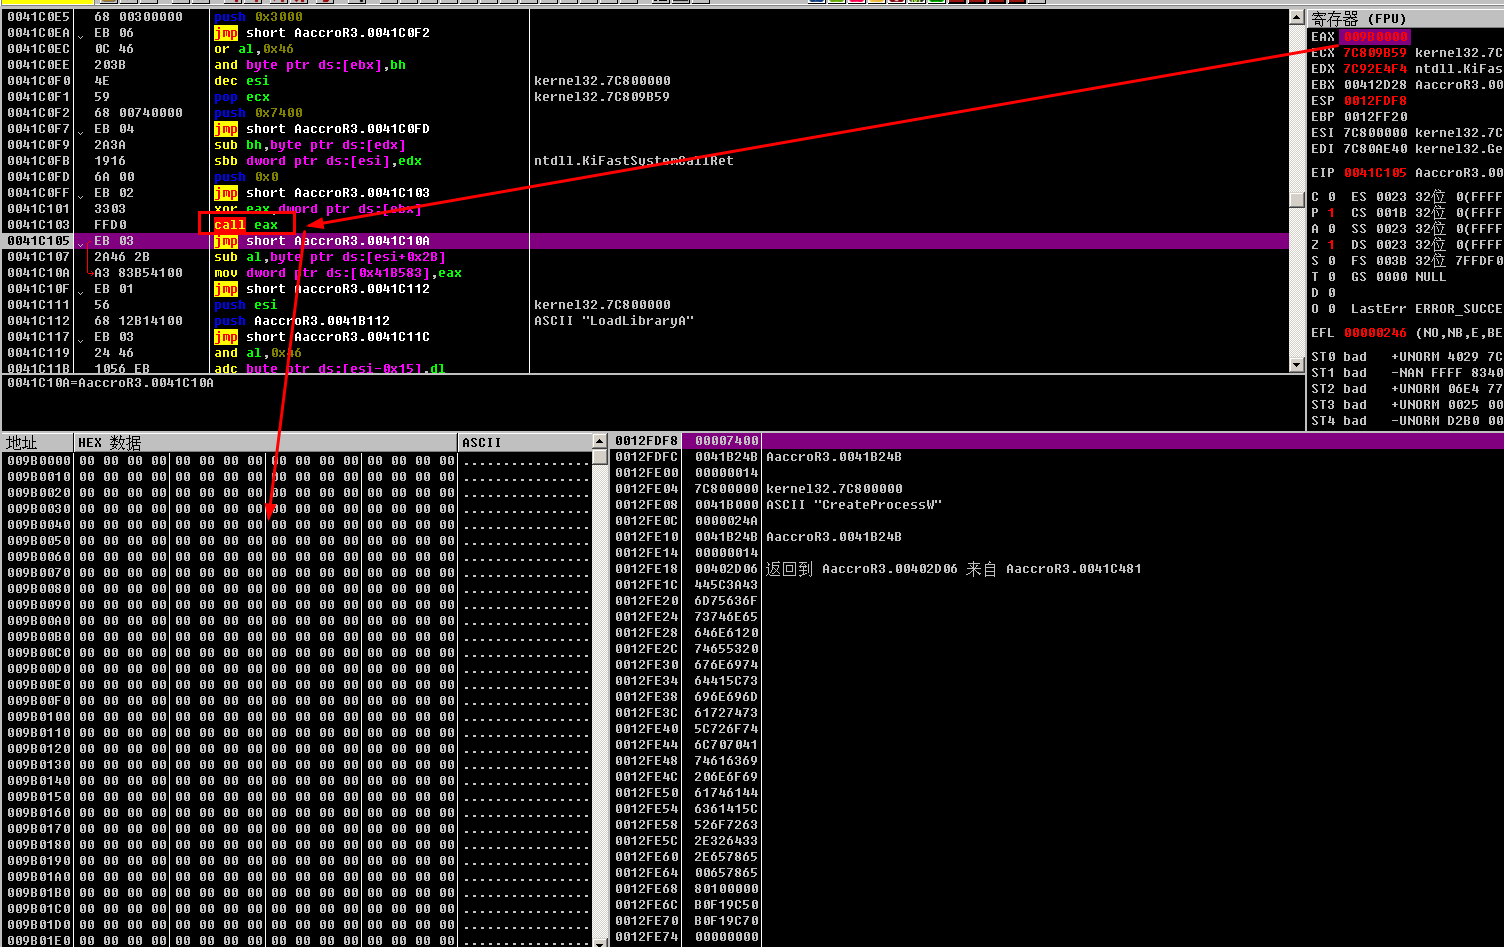 0041C0E5 68 00300000 push 0x3000
0041C0EA EB 06 jmp short AaccroR3.0041C0F2
0041C0EC 0C 46 or al,0x46
0041C0EE 203B and byte ptr ds:[ebx],bh
0041C0F0 4E dec esi kernel32.7C800000
0041C0F1 59 pop ecx kernel32.7C809B59
0041C0F2 68 00740000 push 0x7400
0041C0F7 EB 04 jmp short AaccroR3.0041C0FD
0041C0F9 2A3A sub bh,byte ptr ds:[edx]
0041C0FB 1916 sbb dword ptr ds:[esi],edx ntdll.KiFastSystemCallRet
0041C0FD 6A 00 push 0x0
0041C0FF EB 02 jmp short AaccroR3.0041C103
0041C101 3303 xor eax,dword ptr ds:[ebx]
0041C103 FFD0 call eax
0041C105 EB 03 jmp short AaccroR3.0041C10A
0041C107 2A46 2B sub al,byte ptr ds:[esi+0x2B]
0041C10A A3 83B54100 mov dword ptr ds:[0x41B583],eax
0041C10F EB 01 jmp short AaccroR3.0041C112
0041C111 56 push esi kernel32.7C800000
0041C112 68 12B14100 push AaccroR3.0041B112 ASCII "LoadLibraryA"
0041C117 EB 03 jmp short AaccroR3.0041C11C
0041C119 24 46 and al,0x46
0041C11B 1056 EB adc byte ptr ds:[esi-0x15],dl
0041C10A=AaccroR3.0041C10A
寄存器 (FPU)
EAX 009B0000
ECX 7C809B59 kernel32.7C
EDX 7C92E4F4 ntdll.KiFas
EBX 00412D28 AaccroR3.00
ESP 0012FDF8
EBP 0012FF20
ESI 7C800000 kernel32.7C
EDI 7C80AE40 kernel32.Ge
EIP 0041C105 AaccroR3.00
C 0 ES 0023 32位 0(FFFF
P 1 CS 001B 32位 0(FFFF
A 0 SS 0023 32位 0(FFFF
Z 1 DS 0023 32位 0(FFFF
S 0 FS 003B 32位 7FFDF0
T 0 GS 0000 NULL
D 0
O 0 LastErr ERROR_SUCCE
EFL 00000246 (NO,NB,E,BE
ST0 bad +UNORM 4029 7C
ST1 bad -NAN FFFF 8340
ST2 bad +UNORM 06E4 77
ST3 bad +UNORM 0025 00
ST4 bad -UNORM D2B0 00
地址 HEX 数据 ASCII
009B0000 00 00 00 00 00 00 00 00 00 00 00 00 00 00 00 00 ................
009B0010 00 00 00 00 00 00 00 00 00 00 00 00 00 00 00 00 ................
009B0020 00 00 00 00 00 00 00 00 00 00 00 00 00 00 00 00 ................
009B0030 00 00 00 00 00 00 00 00 00 00 00 00 00 00 00 00 ................
009B0040 00 00 00 00 00 00 00 00 00 00 00 00 00 00 00 00 ................
009B0050 00 00 00 00 00 00 00 00 00 00 00 00 00 00 00 00 ................
009B0060 00 00 00 00 00 00 00 00 00 00 00 00 00 00 00 00 ................
009B0070 00 00 00 00 00 00 00 00 00 00 00 00 00 00 00 00 ................
009B0080 00 00 00 00 00 00 00 00 00 00 00 00 00 00 00 00 ................
009B0090 00 00 00 00 00 00 00 00 00 00 00 00 00 00 00 00 ................
009B00A0 00 00 00 00 00 00 00 00 00 00 00 00 00 00 00 00 ................
009B00B0 00 00 00 00 00 00 00 00 00 00 00 00 00 00 00 00 ................
009B00C0 00 00 00 00 00 00 00 00 00 00 00 00 00 00 00 00 ................
009B00D0 00 00 00 00 00 00 00 00 00 00 00 00 00 00 00 00 ................
009B00E0 00 00 00 00 00 00 00 00 00 00 00 00 00 00 00 00 ................
009B00F0 00 00 00 00 00 00 00 00 00 00 00 00 00 00 00 00 ................
009B0100 00 00 00 00 00 00 00 00 00 00 00 00 00 00 00 00 ................
009B0110 00 00 00 00 00 00 00 00 00 00 00 00 00 00 00 00 ................
009B0120 00 00 00 00 00 00 00 00 00 00 00 00 00 00 00 00 ................
009B0130 00 00 00 00 00 00 00 00 00 00 00 00 00 00 00 00 ................
009B0140 00 00 00 00 00 00 00 00 00 00 00 00 00 00 00 00 ................
009B0150 00 00 00 00 00 00 00 00 00 00 00 00 00 00 00 00 ................
009B0160 00 00 00 00 00 00 00 00 00 00 00 00 00 00 00 00 ................
009B0170 00 00 00 00 00 00 00 00 00 00 00 00 00 00 00 00 ................
009B0180 00 00 00 00 00 00 00 00 00 00 00 00 00 00 00 00 ................
009B0190 00 00 00 00 00 00 00 00 00 00 00 00 00 00 00 00 ................
009B01A0 00 00 00 00 00 00 00 00 00 00 00 00 00 00 00 00 ................
009B01B0 00 00 00 00 00 00 00 00 00 00 00 00 00 00 00 00 ................
009B01C0 00 00 00 00 00 00 00 00 00 00 00 00 00 00 00 00 ................
009B01D0 00 00 00 00 00 00 00 00 00 00 00 00 00 00 00 00 ................
009B01E0 00 00 00 00 00 00 00 00 00 00 00 00 00 00 00 00 ................
0012FDF8 00007400
0012FDFC 0041B24B AaccroR3.0041B24B
0012FE00 00000014
0012FE04 7C800000 kernel32.7C800000
0012FE08 0041B000 ASCII "CreateProcessW"
0012FE0C 0000024A
0012FE10 0041B24B AaccroR3.0041B24B
0012FE14 00000014
0012FE18 00402D06 返回到 AaccroR3.00402D06 来自 AaccroR3.0041C481
0012FE1C 445C3A43
0012FE20 6D75636F
0012FE24 73746E65
0012FE28 646E6120
0012FE2C 74655320
0012FE30 676E6974
0012FE34 64415C73
0012FE38 696E696D
0012FE3C 61727473
0012FE40 5C726F74
0012FE44 6C707041
0012FE48 74616369
0012FE4C 206E6F69
0012FE50 61746144
0012FE54 6361415C
0012FE58 526F7263
0012FE5C 2E326433
0012FE60 2E657865
0012FE64 00657865
0012FE68 80100000
0012FE6C B0F19C50
0012FE70 B0F19C70
0012FE74 00000000